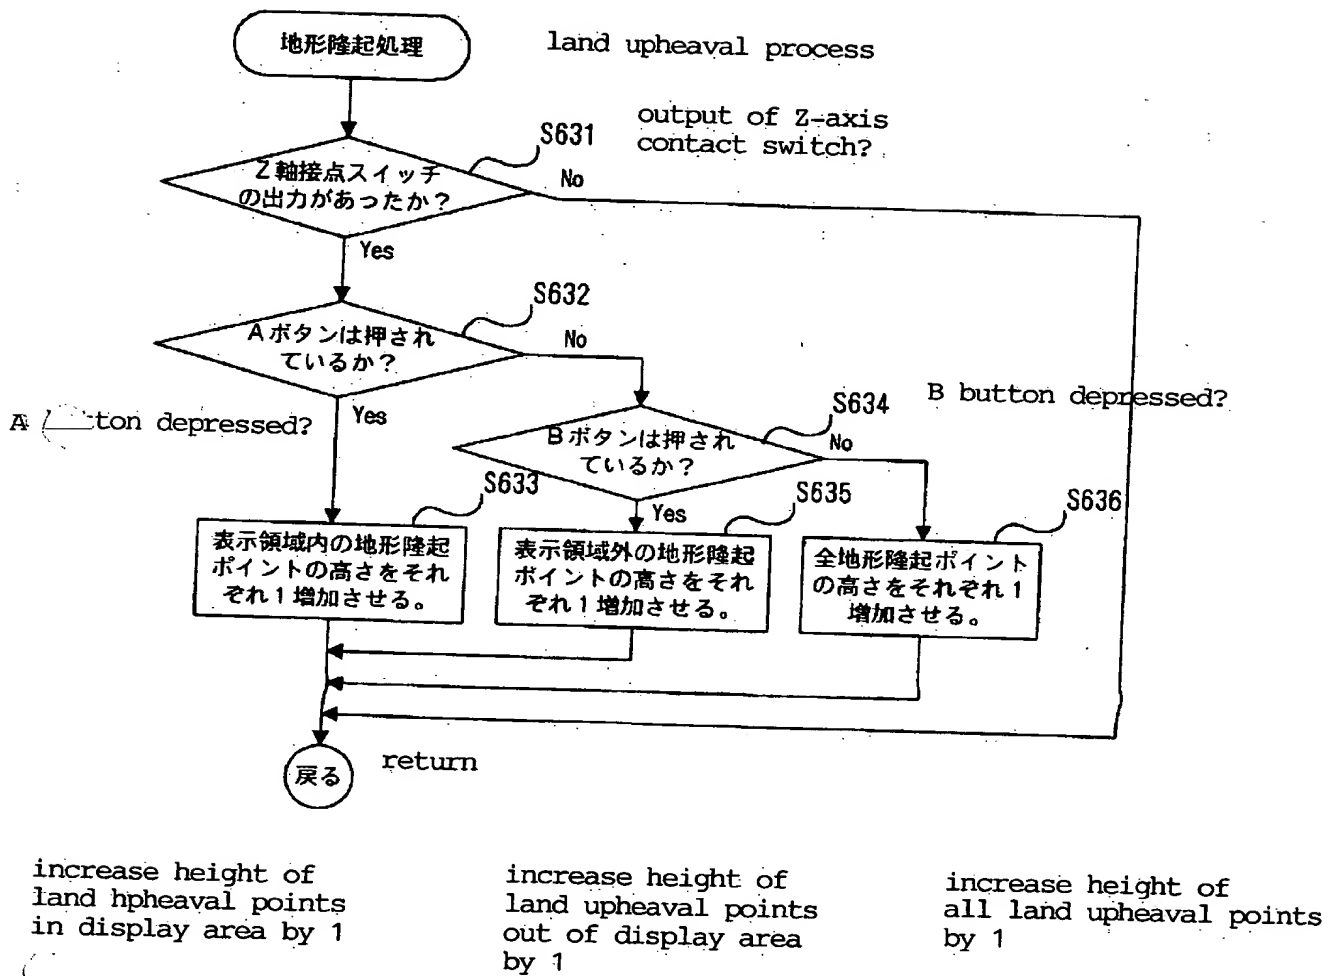 地形隆起処理
land upheaval process
output of Z-axis
contact switch?
S631
Z軸接点スイッチ
の出力があったか？
No
Yes
S632
Aボタンは押され
ているか？
No
Yes
A ton depressed?
B button depressed?
S634
Bボタンは押され
ているか？
No
Yes
S633
表示領域内の地形隆起
ポイントの高さをそれ
ぞれ1増加させる。
S635
表示領域外の地形隆起
ポイントの高さをそれ
ぞれ1増加させる。
S636
全地形隆起ポイント
の高さをそれぞれ1
増加させる。
戻る
return
increase height of
land hpheaval points
in display area by 1
increase height of
land upheaval points
out of display area
by 1
increase height of
all land upheaval points
by 1